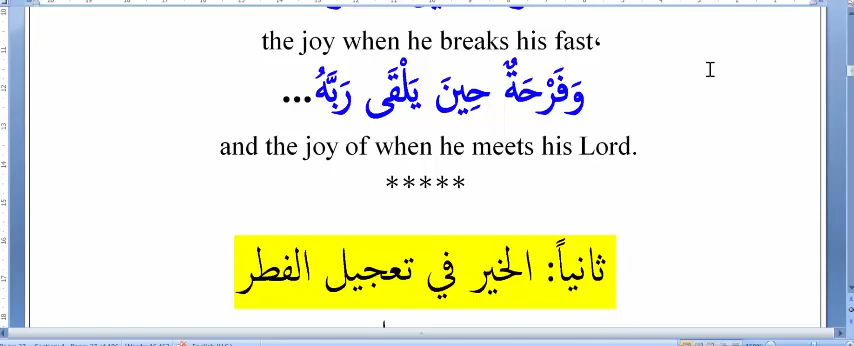 the joy when he breaks his fast،
وَفَرْحَةٌ حِينَ يَلْقَى رَبَّهُ...
and the joy of when he meets his Lord.
*****
ثانياً: الخير في تعجيل الفطر